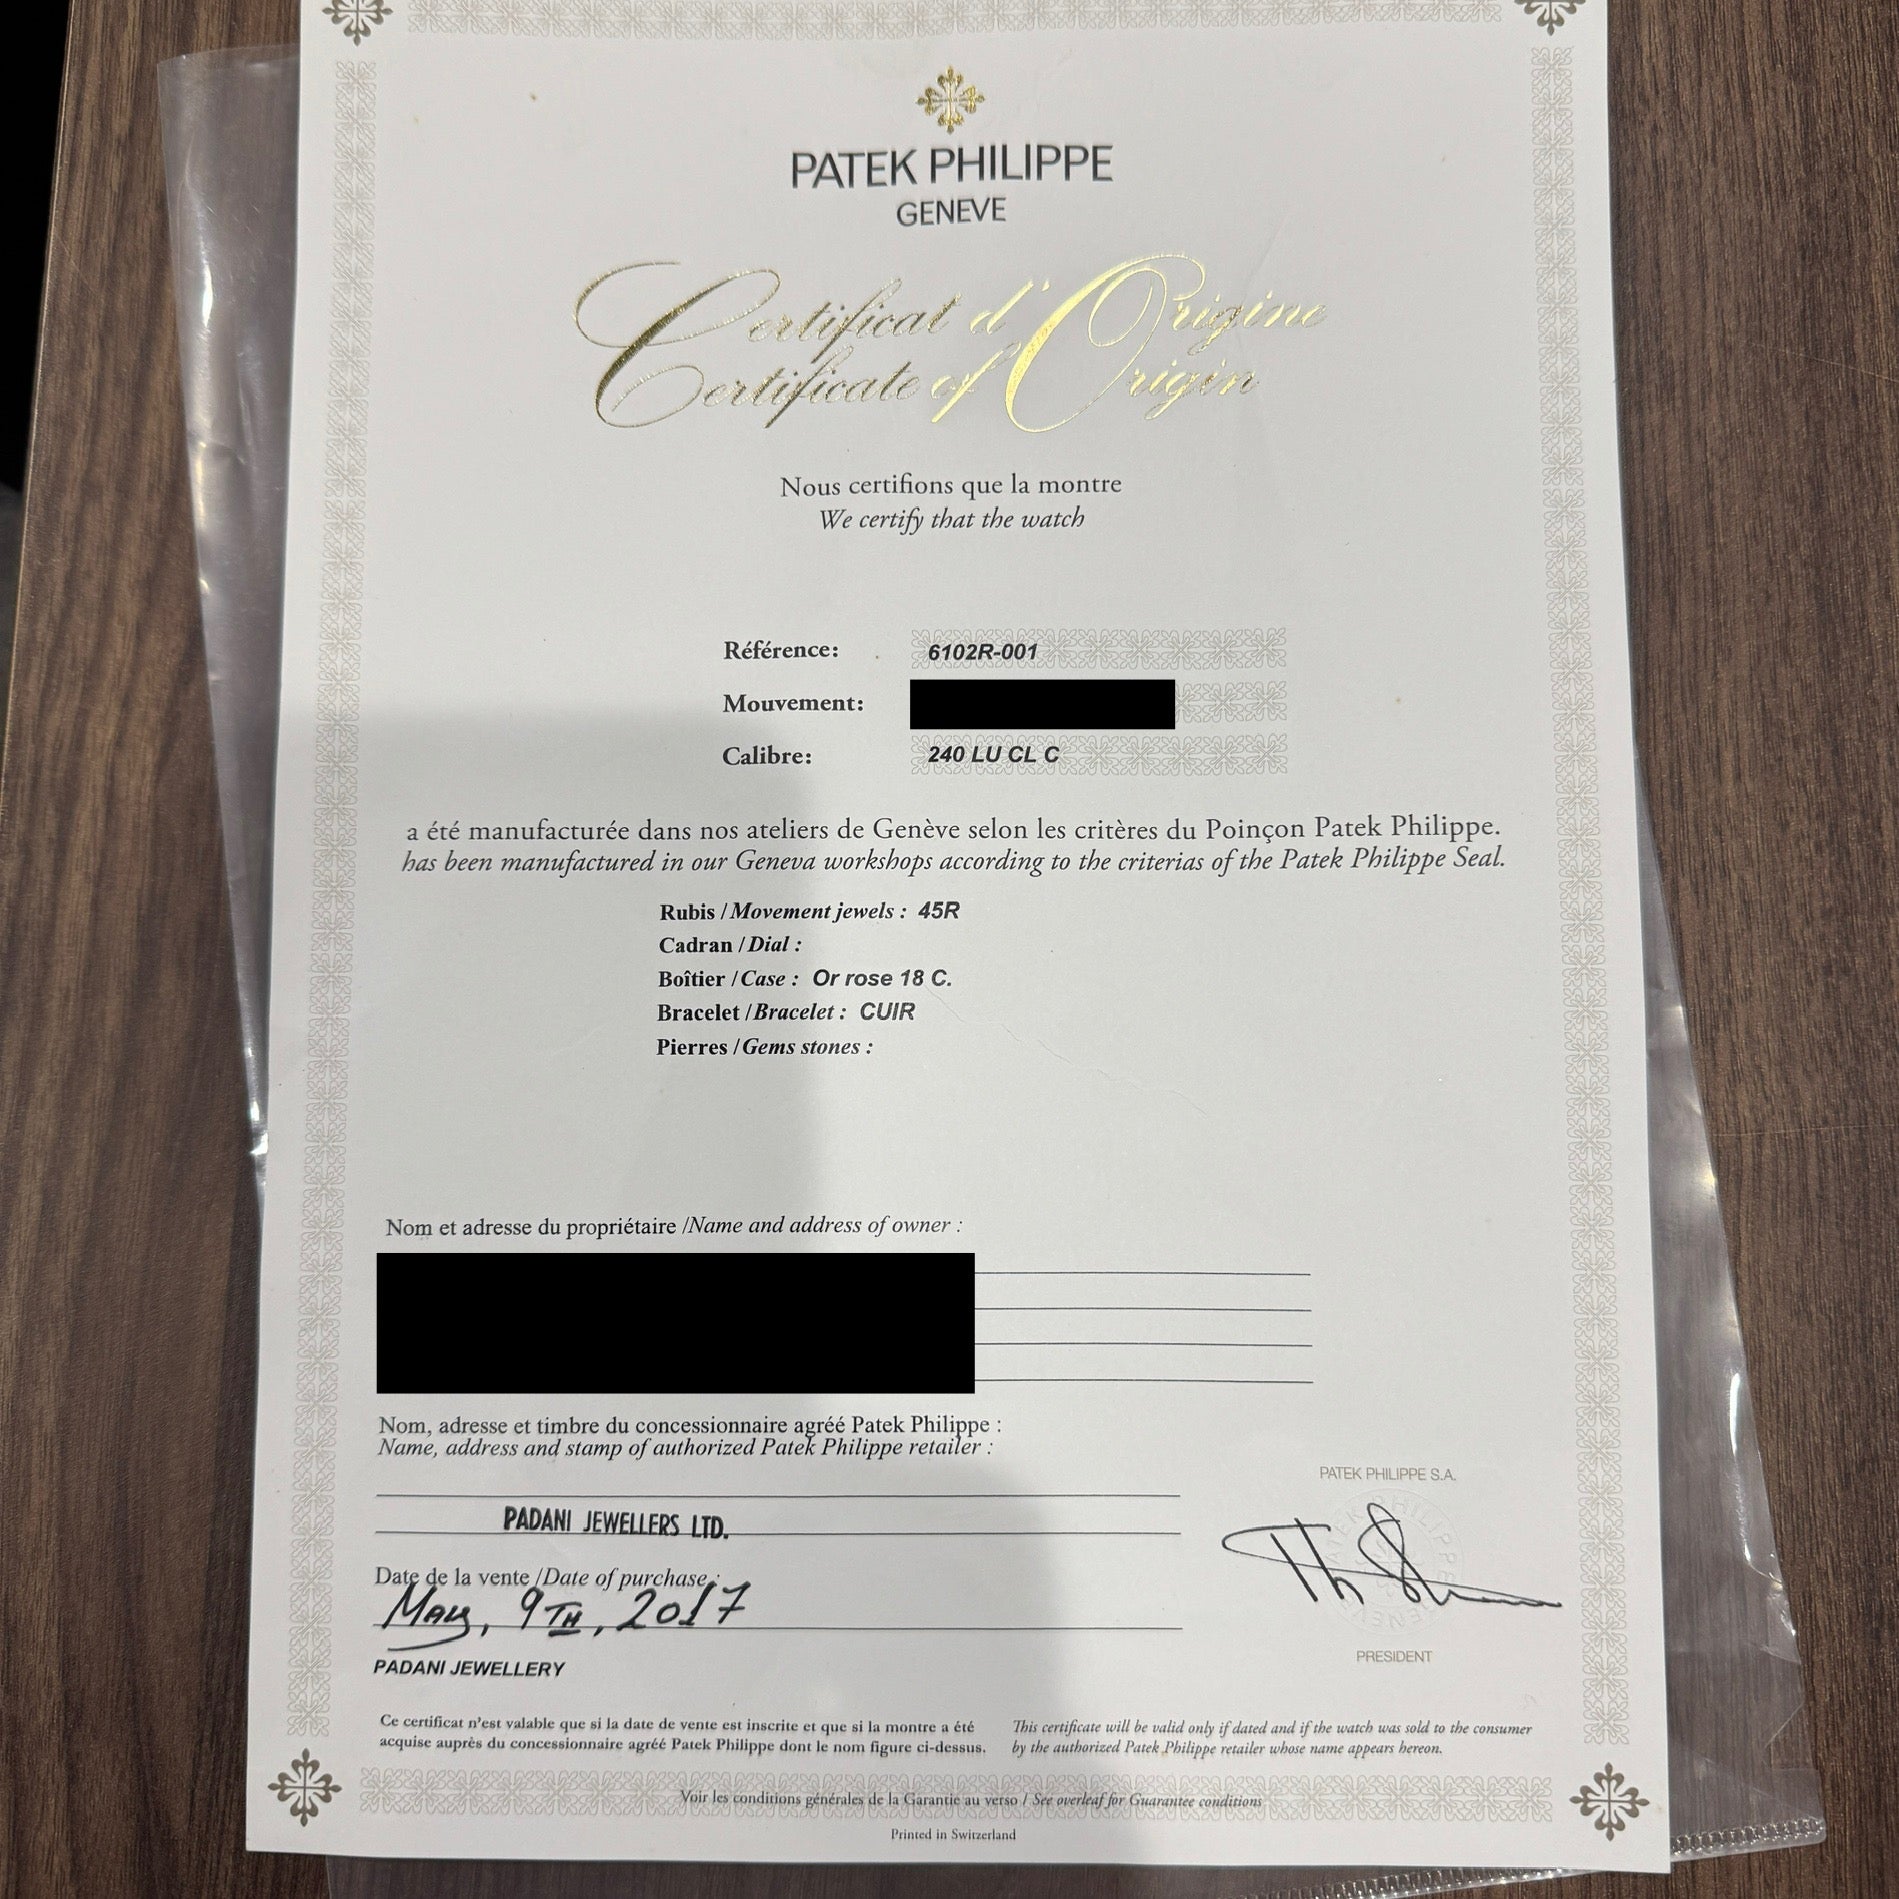 PATEK PHILIPPE
GENEVE
Certificat d'Origine
Certificate of Origin
Nous certifions que la montre
We certify that the watch
Référence: 6102R-001
Mouvement:
Calibre: 240 LU CL C
a été manufacturée dans nos ateliers de Genève selon les critères du Poinçon Patek Philippe.
has been manufactured in our Geneva workshops according to the criterias of the Patek Philippe Seal.
Rubis / Movement jewels : 45R
Cadran / Dial :
Boîtier / Case : Or rose 18 C.
Bracelet / Bracelet : CUIR
Pierres / Gems stones :
Nom et adresse du propriétaire / Name and address of owner :
Nom, adresse et timbre du concessionnaire agréé Patek Philippe :
Name, address and stamp of authorized Patek Philippe retailer :
PADANI JEWELLERS LTD.
Date de la vente / Date of purchase :
May, 9TH, 2017
PADANI JEWELLERY
PATEK PHILIPPE S.A.
PRESIDENT
Ce certificat n'est valable que si la date de vente est inscrite et que si la montre a été
acquise auprès du concessionnaire agréé Patek Philippe dont le nom figure ci-dessus.
This certificate will be valid only if dated and if the watch was sold to the consumer
by the authorized Patek Philippe retailer whose name appears hereon.
Voir les conditions générales de la Garantie au verso / See overleaf for Guarantee conditions
Printed in Switzerland